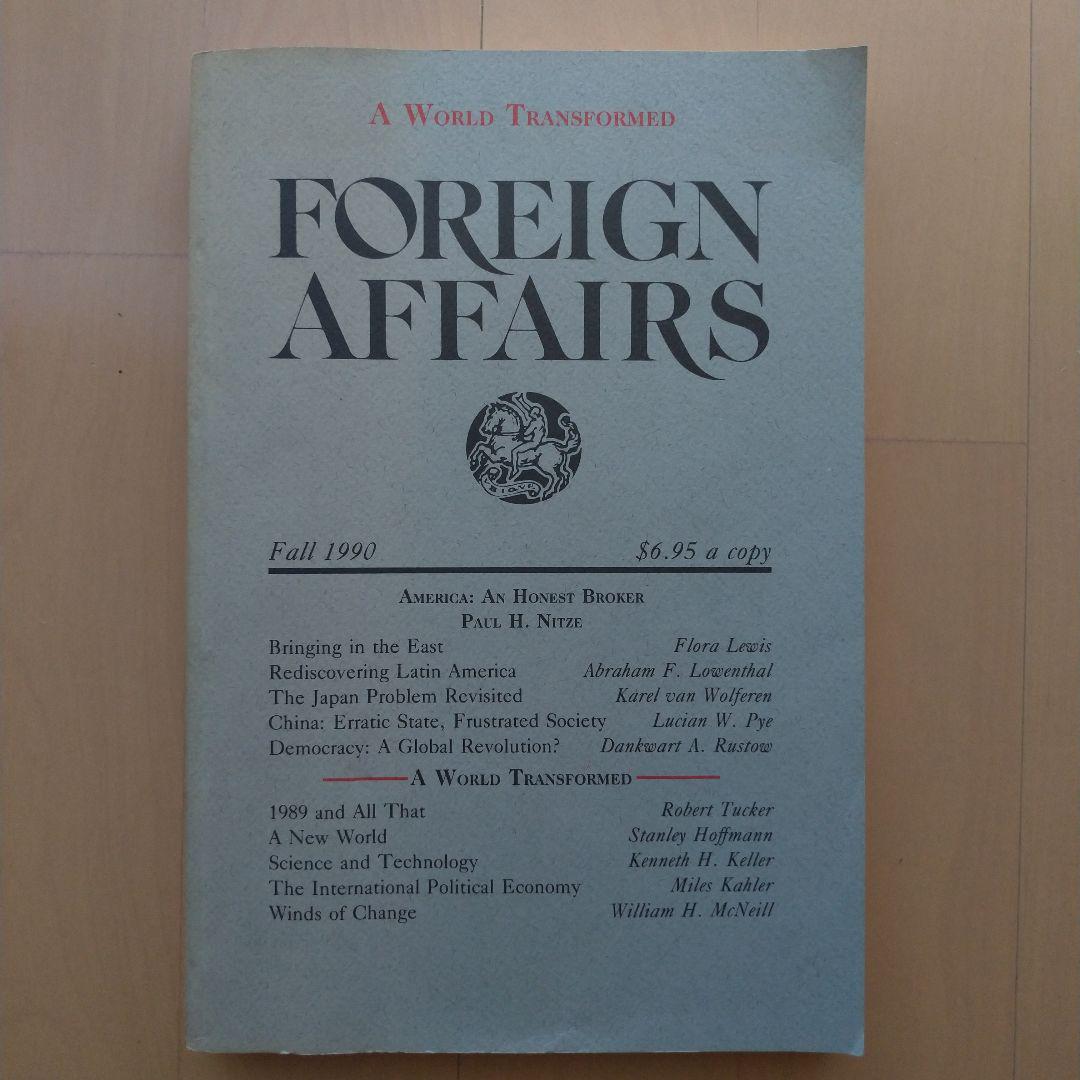 A WORLD TRANSFORMED
FOREIGN
AFFAIRS
Fall 1990 $6.95 a copy
AMERICA: AN HONEST BROKER
PAUL H. NITZE
Bringing in the East Flora Lewis
Rediscovering Latin America Abraham F. Lowenthal
The Japan Problem Revisited Karel van Wolferen
China: Erratic State, Frustrated Society Lucian W. Pye
Democracy: A Global Revolution? Dankwart A. Rustow
A WORLD TRANSFORMED
1989 and All That Robert Tucker
A New World Stanley Hoffmann
Science and Technology Kenneth H. Keller
The International Political Economy Miles Kahler
Winds of Change William H. McNeill